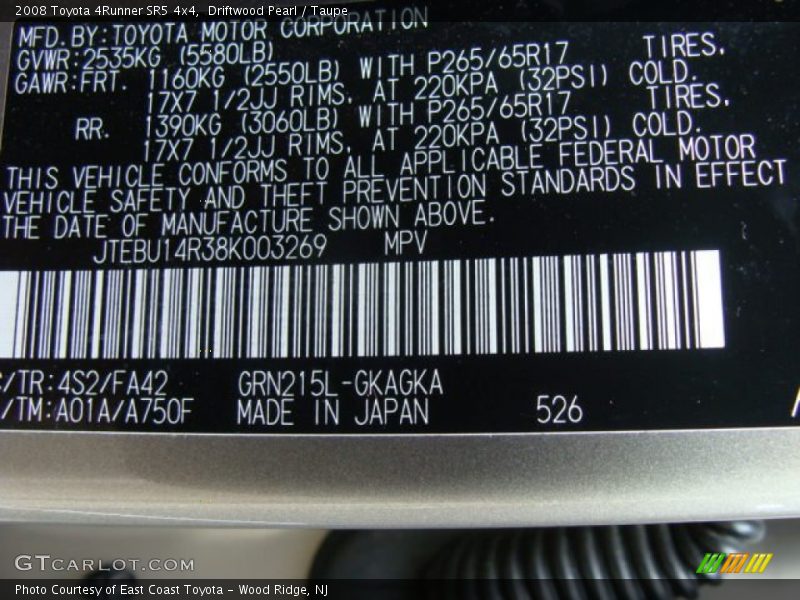 2008 Toyota 4Runner SR5 4x4, Driftwood Pearl / Taupe
MFD. BY: TOYOTA MOTOR CORPORATION
GVWR: 2535KG (5580LB)
GAWR: FRT. 1160KG (2550LB) WITH P265/65R17 TIRES,
17X7 1/2JJ RIMS, AT 220KPA (32PSI) COLD.
RR. 1390KG (3060LB) WITH P265/65R17 TIRES,
17X7 1/2JJ RIMS, AT 220KPA (32PSI) COLD.
THIS VEHICLE CONFORMS TO ALL APPLICABLE FEDERAL MOTOR
VEHICLE SAFETY AND THEFT PREVENTION STANDARDS IN EFFECT
THE DATE OF MANUFACTURE SHOWN ABOVE.
JTEBU14R38K003269 MPV
/TR: 4S2/FA42 GRN215L-GKAGKA
/TM: A01A/A750F MADE IN JAPAN 526
GTCARLOT.COM
Photo Courtesy of East Coast Toyota – Wood Ridge, NJ